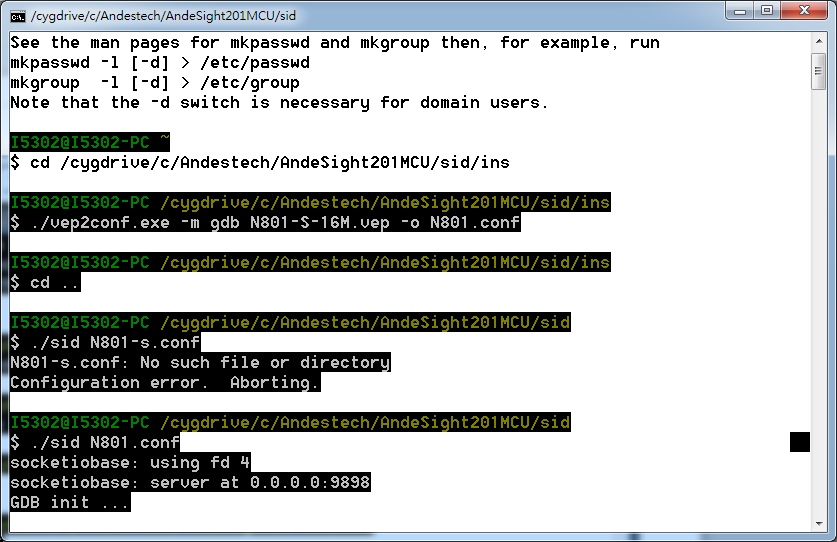 /cygdrive/c/Andestech/AndeSight201MCU/sid
See the man pages for mkpasswd and mkgroup then, for example, run
mkpasswd -l [-d] > /etc/passwd
mkgroup  -l [-d] > /etc/group
Note that the -d switch is necessary for domain users.
I5302@I5302-PC ~
$ cd /cygdrive/c/Andestech/AndeSight201MCU/sid/ins
I5302@I5302-PC /cygdrive/c/Andestech/AndeSight201MCU/sid/ins
$ ./vep2conf.exe -m gdb N801-S-16M.vep -o N801.conf
I5302@I5302-PC /cygdrive/c/Andestech/AndeSight201MCU/sid/ins
$ cd ..
I5302@I5302-PC /cygdrive/c/Andestech/AndeSight201MCU/sid
$ ./sid N801-s.conf
N801-s.conf: No such file or directory
Configuration error.  Aborting.
I5302@I5302-PC /cygdrive/c/Andestech/AndeSight201MCU/sid
$ ./sid N801.conf
socketiobase: using fd 4
socketiobase: server at 0.0.0.0:9898
GDB init ...